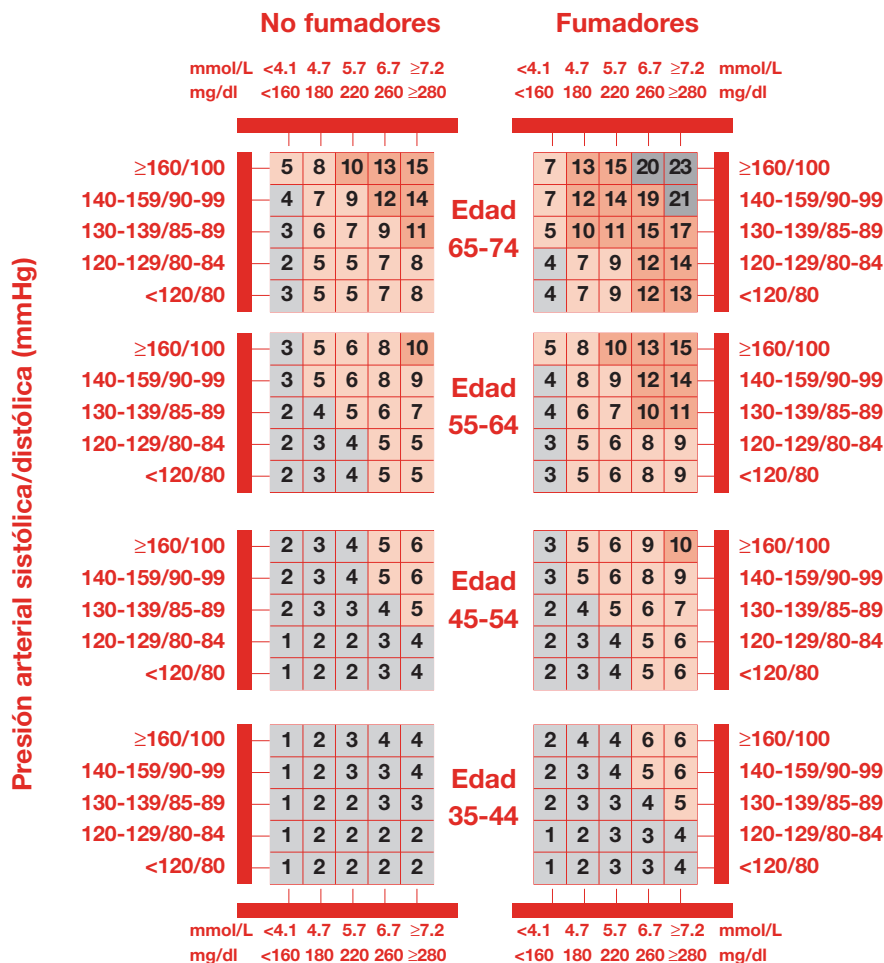 No fumadores Fumadores
mmol/L <4.1 4.7 5.7 6.7 ≥7.2 <4.1 4.7 5.7 6.7 ≥7.2 mmol/L
mg/dl <160 180 220 260 ≥280 <160 180 220 260 ≥280 mg/dl
Presión arterial sistólica/distólica (mmHg)
≥160/100 5 8 10 13 15 7 13 15 20 23 ≥160/100
140-159/90-99 4 7 9 12 14 7 12 14 19 21 140-159/90-99
130-139/85-89 3 6 7 9 11 5 10 11 15 17 130-139/85-89
120-129/80-84 2 5 5 7 8 4 7 9 12 14 120-129/80-84
<120/80 3 5 5 7 8 4 7 9 12 13 <120/80
Edad
65-74
≥160/100 3 5 6 8 10 5 8 10 13 15 ≥160/100
140-159/90-99 3 5 6 8 9 4 8 9 12 14 140-159/90-99
130-139/85-89 2 4 5 6 7 4 6 7 10 11 130-139/85-89
120-129/80-84 2 3 4 5 5 3 5 6 8 9 120-129/80-84
<120/80 2 3 4 5 5 3 5 6 8 9 <120/80
Edad
55-64
≥160/100 2 3 4 5 6 3 5 6 9 10 ≥160/100
140-159/90-99 2 3 4 5 6 3 5 6 8 9 140-159/90-99
130-139/85-89 2 3 3 4 5 2 4 5 6 7 130-139/85-89
120-129/80-84 1 2 2 3 4 2 3 4 5 6 120-129/80-84
<120/80 1 2 2 3 4 2 3 4 5 6 <120/80
Edad
45-54
≥160/100 1 2 3 4 4 2 4 4 6 6 ≥160/100
140-159/90-99 1 2 3 3 4 2 3 4 5 6 140-159/90-99
130-139/85-89 1 2 2 3 3 2 3 3 4 5 130-139/85-89
120-129/80-84 1 2 2 2 2 1 2 3 3 4 120-129/80-84
<120/80 1 2 2 2 2 1 2 3 3 4 <120/80
Edad
35-44
mmol/L <4.1 4.7 5.7 6.7 ≥7.2 <4.1 4.7 5.7 6.7 ≥7.2 mmol/L
mg/dl <160 180 220 260 ≥280 <160 180 220 260 ≥280 mg/dl